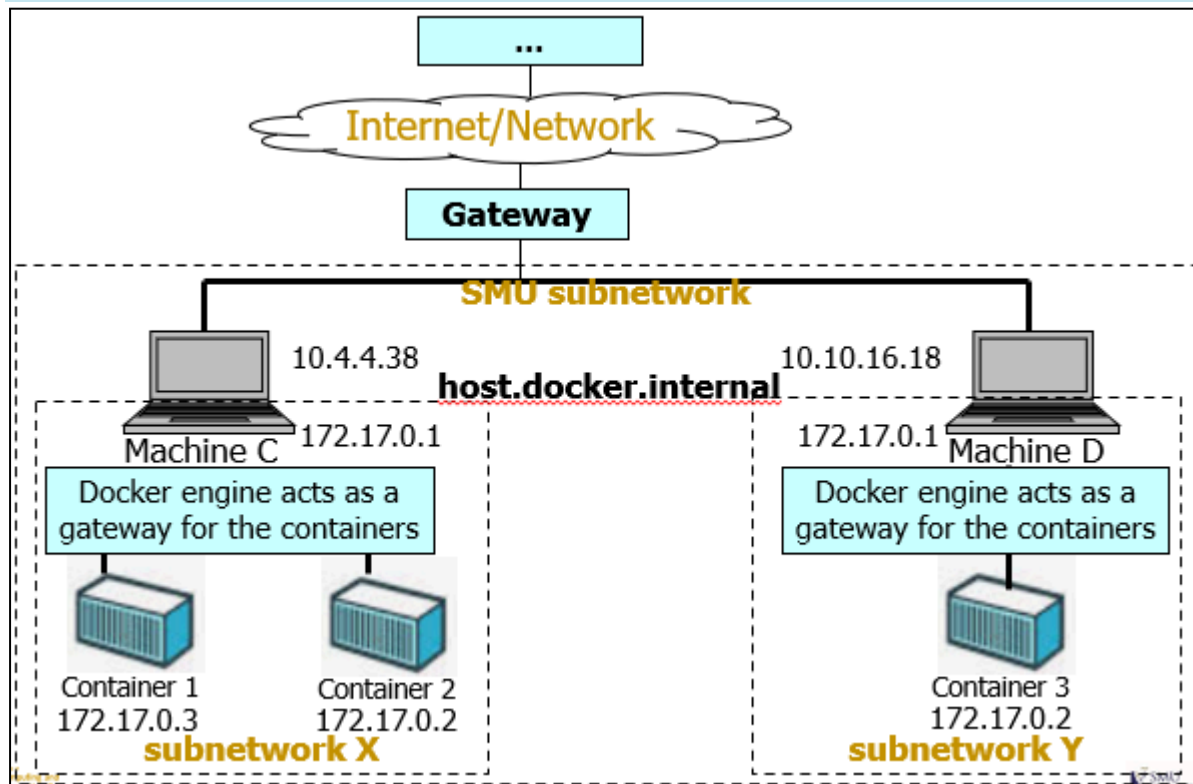 ...
Internet/Network
Gateway
SMU subnetwork
10.4.4.38
10.10.16.18
host.docker.internal
172.17.0.1
172.17.0.1
Machine C
Machine D
Docker engine acts as a
gateway for the containers
Docker engine acts as a
gateway for the containers
Container 1
172.17.0.3
Container 2
172.17.0.2
Container 3
172.17.0.2
subnetwork X
subnetwork Y
SMU